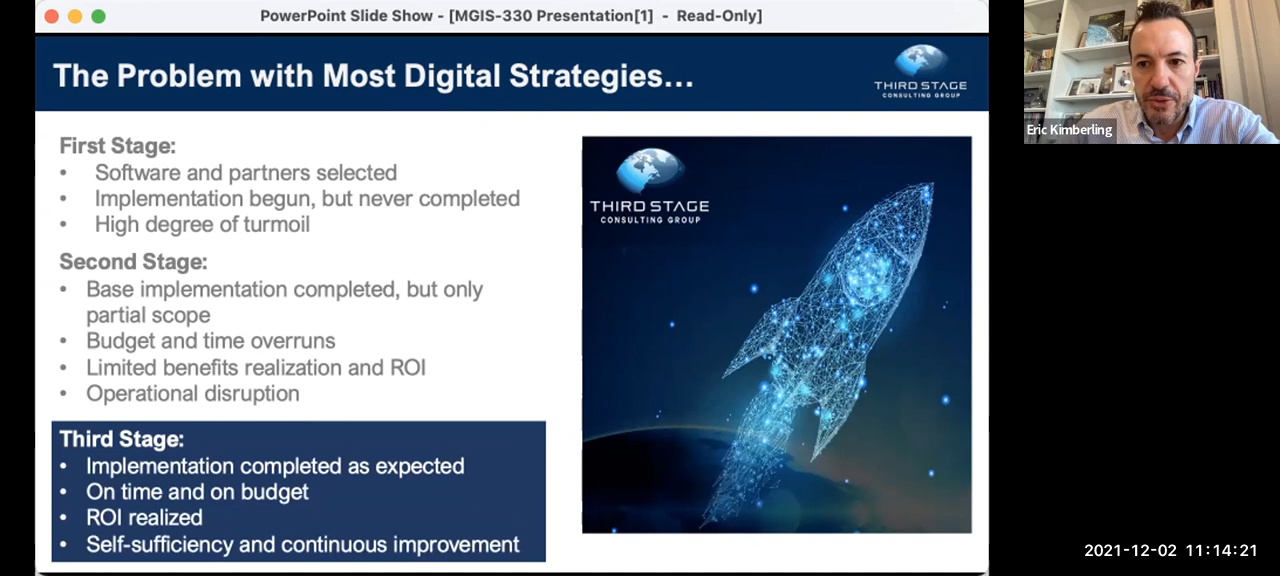 PowerPoint Slide Show - [MGIS-330 Presentation[1] - Read-Only]
The Problem with Most Digital Strategies...
THIRD STAGE
CONSULTING GROUP
First Stage:
• Software and partners selected
• Implementation begun, but never completed
• High degree of turmoil
Second Stage:
• Base implementation completed, but only
partial scope
• Budget and time overruns
• Limited benefits realization and ROI
• Operational disruption
Third Stage:
• Implementation completed as expected
• On time and on budget
• ROI realized
• Self-sufficiency and continuous improvement
THIRD STAGE
CONSULTING GROUP
Eric Kimberling
2021-12-02 11:14:21